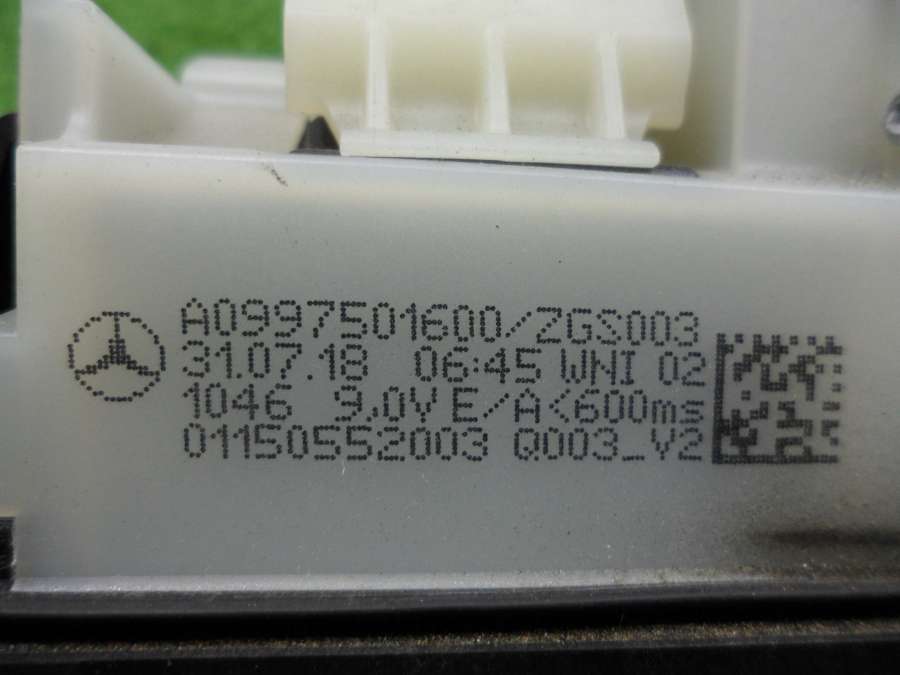 A0997501600/ZGS003
31.07.18 06:45 WNI 02
1046 9.0V E/A<600ms
01150552003 Q003_V2